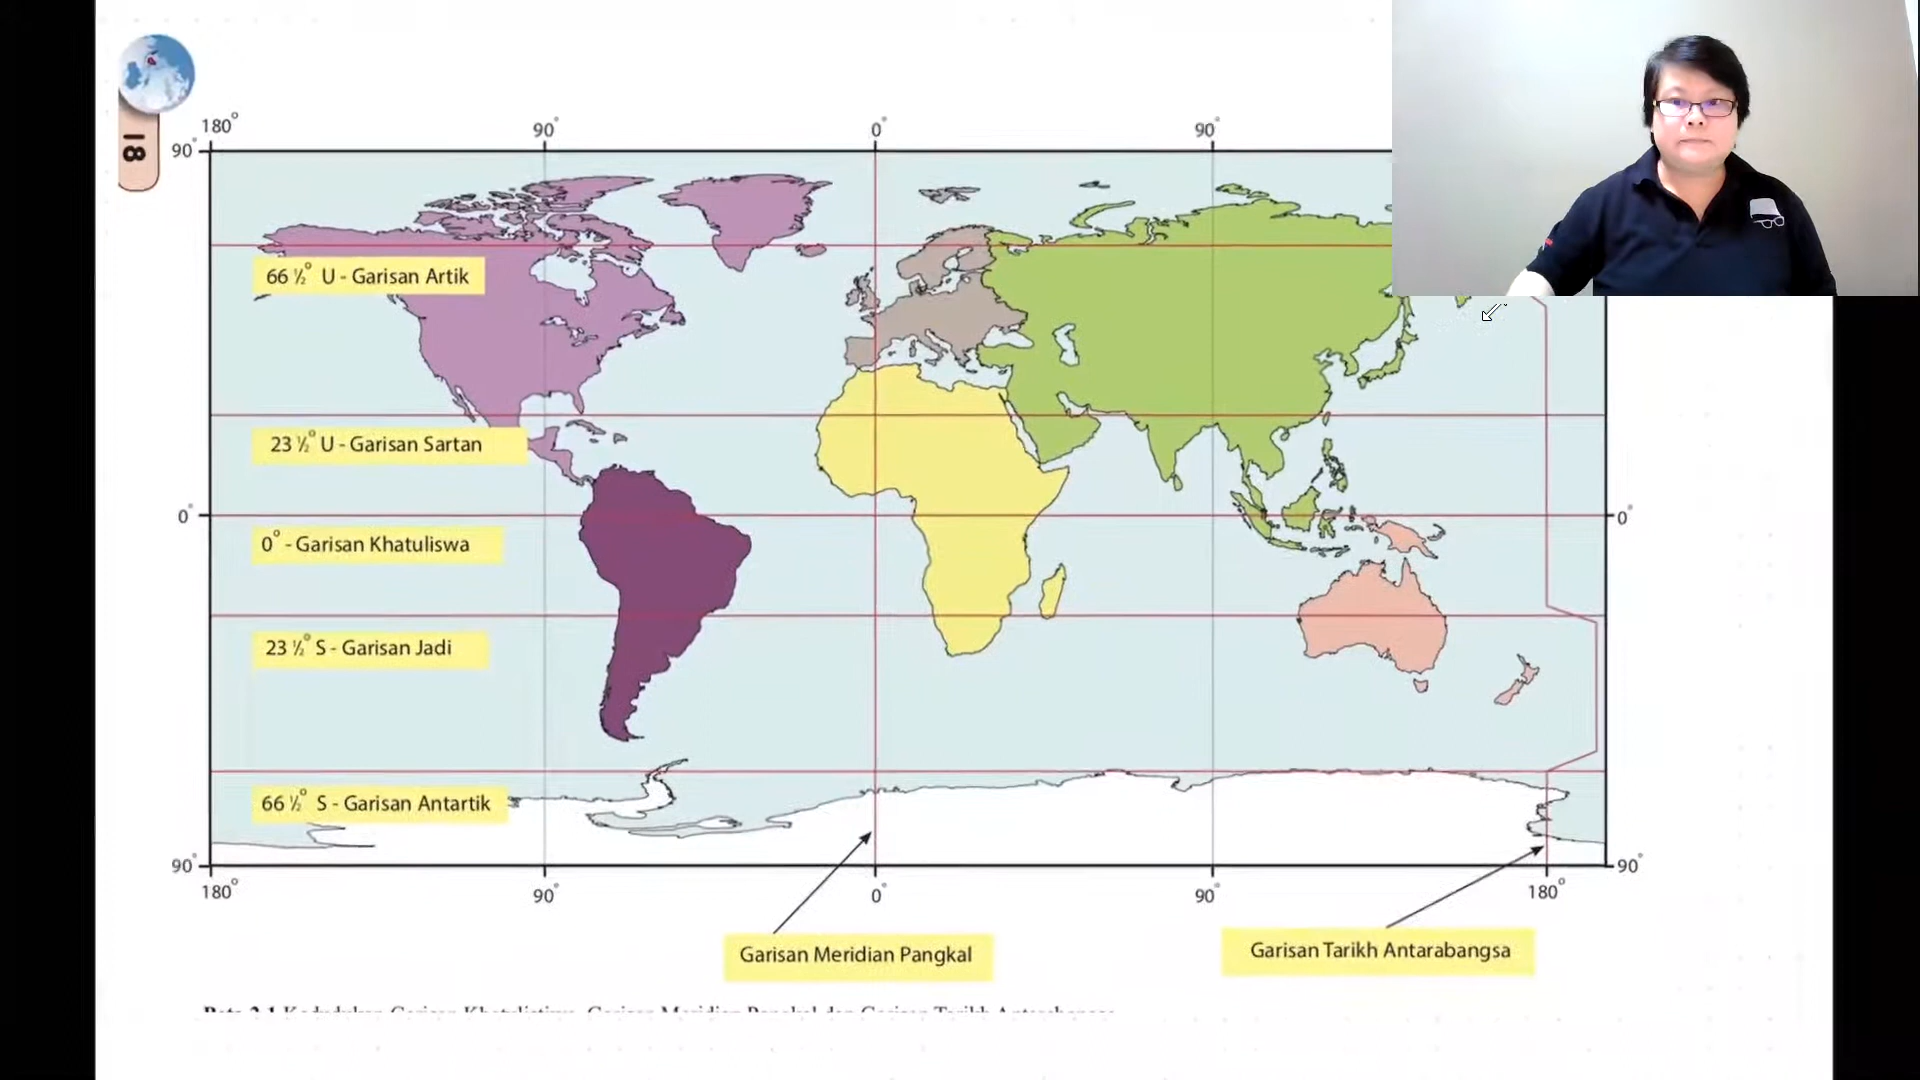 180° 90° 0° 90°
90°
18
66 ½° U - Garisan Artik
23 ½° U - Garisan Sartan
0° 0°
0° - Garisan Khatuliswa
23 ½° S - Garisan Jadi
66 ½° S - Garisan Antartik
90° 90°
180° 90° 0° 90° 180°
Garisan Meridian Pangkal
Garisan Tarikh Antarabangsa